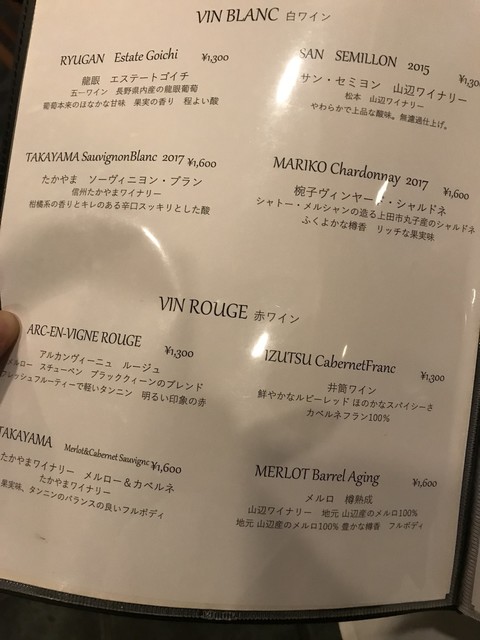 VIN BLANC 白ワイン
RYUGAN Estate Goichi ¥1,300
龍眼 エステートゴイチ
五一ワイン 長野県内産の龍眼葡萄
葡萄本来のほなかな甘味 果実の香り 程よい酸
SAN SEMILLON 2015 ¥1,30
サン・セミヨン 山辺ワイナリー
松本 山辺ワイナリー
やわらかで上品な酸味。無濾過仕上げ。
TAKAYAMA SauvignonBlanc 2017 ¥1,600
たかやま ソーヴィニヨン・ブラン
信州たかやまワイナリー
柑橘系の香りとキレのある辛口スッキリとした酸
MARIKO Chardonnay 2017 ¥1,600
椀子ヴィンヤード・シャルドネ
シャトー・メルシャンの造る上田市丸子産のシャルドネ
ふくよかな樽香 リッチな果実味
VIN ROUGE 赤ワイン
ARC-EN-VIGNE ROUGE ¥1,300
アルカンヴィーニュ ルージュ
メルロー スチューベン ブラッククィーンのブレンド
フレッシュフルーティーで軽いタンニン 明るい印象の赤
IZUTSU CabernetFranc ¥1,300
井筒ワイン
鮮やかなルビーレッド ほのかなスパイシーさ
カベルネフラン100%
TAKAYAMA Merlot&Cabernet Sauvignc ¥1,600
たかやまワイナリー メルロー＆カベルネ
たかやまワイナリー
果実味、タンニンのバランスの良いフルボディ
MERLOT Barrel Aging ¥1,600
メルロ 樽熟成
山辺ワイナリー 地元 山辺産のメルロ100%
地元 山辺産のメルロ100% 豊かな樽香 フルボディ